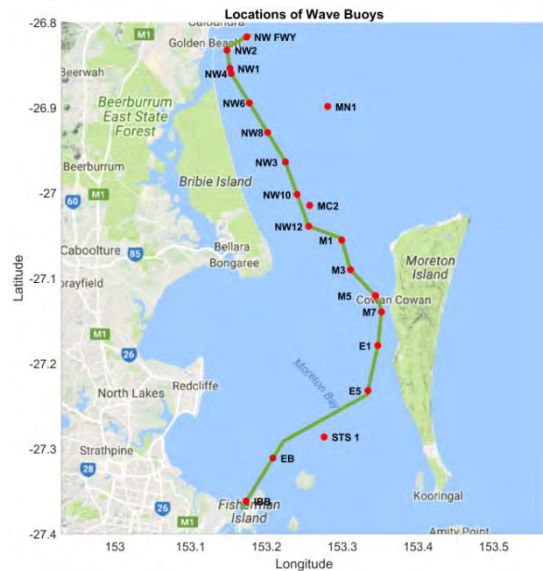 Locations of Wave Buoys
-26.8
Caloundra
NW FWY
M1
Golden Beach
NW2
Beerwah
NW1
NW4
Beerburrum
East State
Forest
NW6
-26.9
MN1
NW8
Beerburrum
NW3
M1
Bribie Island
-27
NW10
MC2
60
NW12
Caboolture
85
Bellara
M1
Moreton
Island
Bongaree
M3
-27.1
Latitude
M5
Cowan Cowan
M7
26
E1
-27.2
Redcliffe
Moreton Bay
North Lakes
E5
Strathpine
STS 1
-27.3
28
EB
26
IBB
Kooringal
Fisherman
Island
-27.4
Amity Point
153
153.1
153.2
153.3
153.4
153.5
Longitude